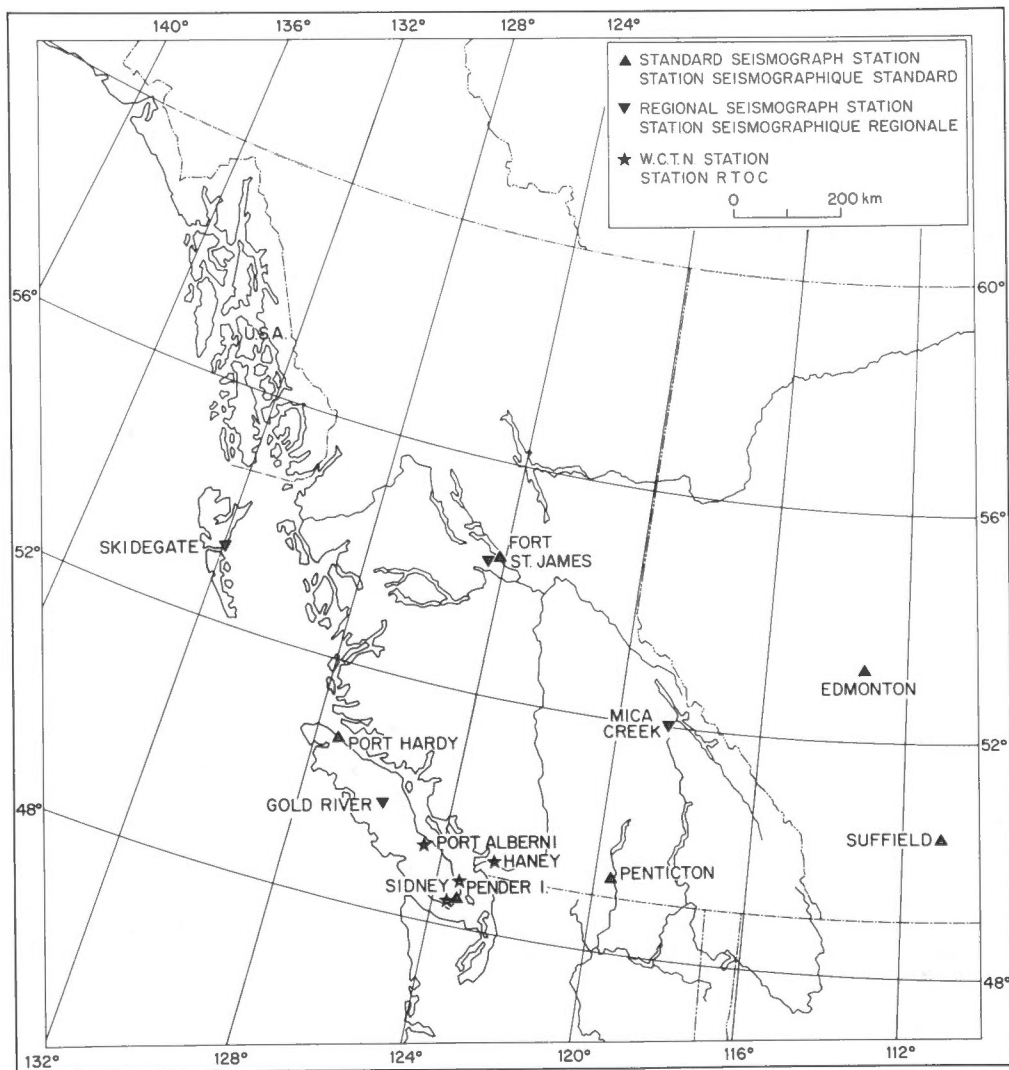 140°
136°
132°
128°
124°
▲ STANDARD SEISMOGRAPH STATION
STATION SEISMOGRAPHIQUE STANDARD
▼ REGIONAL SEISMOGRAPH STATION
STATION SEISMOGRAPHIQUE REGIONALE
★ W.C.T.N STATION
STATION R T O C
0 200 km
56°
60°
U.S.A.
56°
52°
SKIDEGATE
FORT
ST. JAMES
EDMONTON
MICA
CREEK
52°
PORT HARDY
48°
GOLD RIVER
PORT ALBERNI
HANEY
SUFFIELD
SIDNEY
PENDER I.
PENTICTON
48°
132°
128°
124°
120°
116°
112°